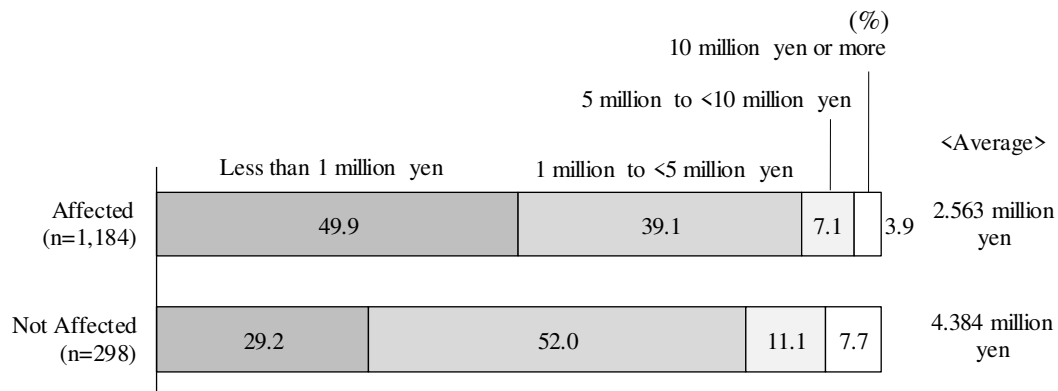 (%)
10 million yen or more
5 million to <10 million yen
<Average>
Less than 1 million yen
1 million to <5 million yen
Affected
(n=1,184)
49.9
39.1
7.1
3.9
2.563 million
yen
Not Affected
(n=298)
29.2
52.0
11.1
7.7
4.384 million
yen